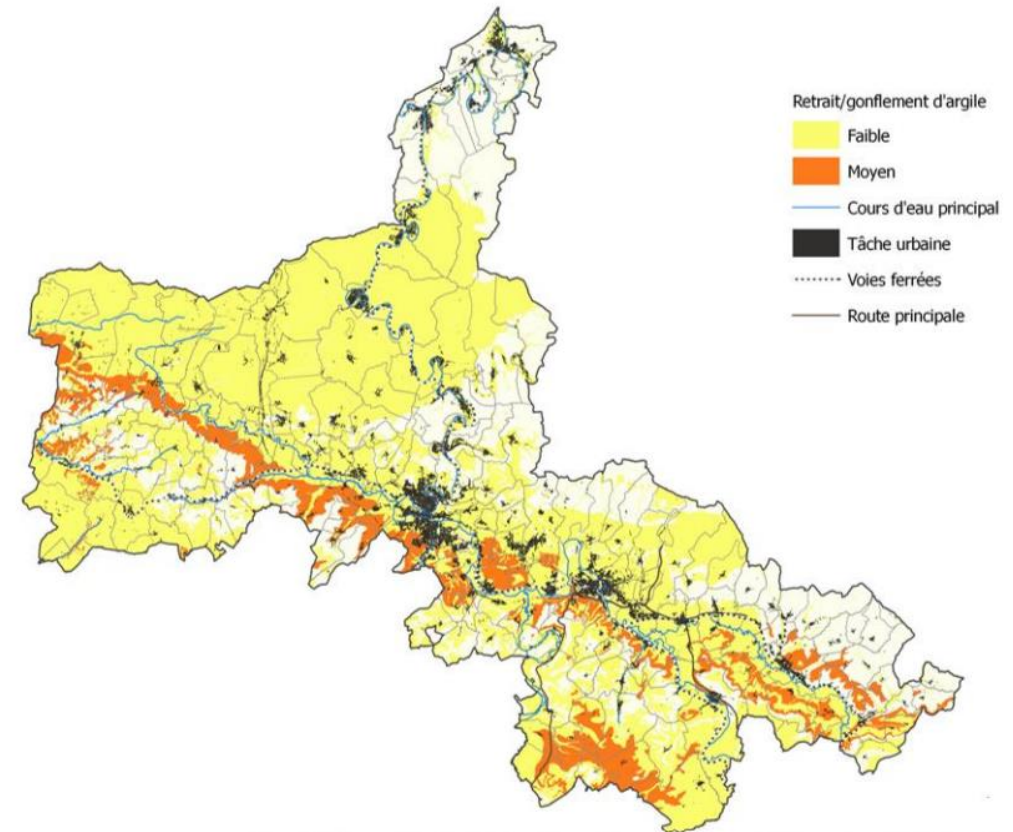 Retrait/gonflement d'argile
Faible
Moyen
Cours d'eau principal
Tâche urbaine
Voies ferrées
Route principale